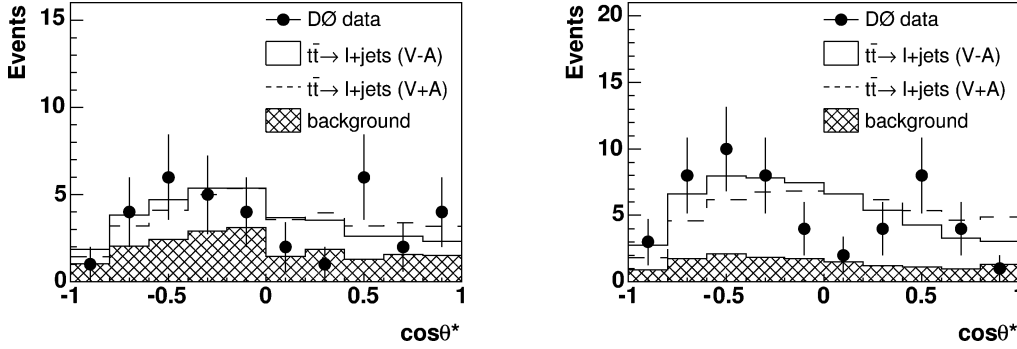 Events
15
10
5
0
-1
-0.5
0
0.5
1
cosθ*
DØ data
tt̄→ l+jets (V-A)
tt̄→ l+jets (V+A)
background
Events
20
15
10
5
0
-1
-0.5
0
0.5
1
cosθ*
DØ data
tt̄→ l+jets (V-A)
tt̄→ l+jets (V+A)
background